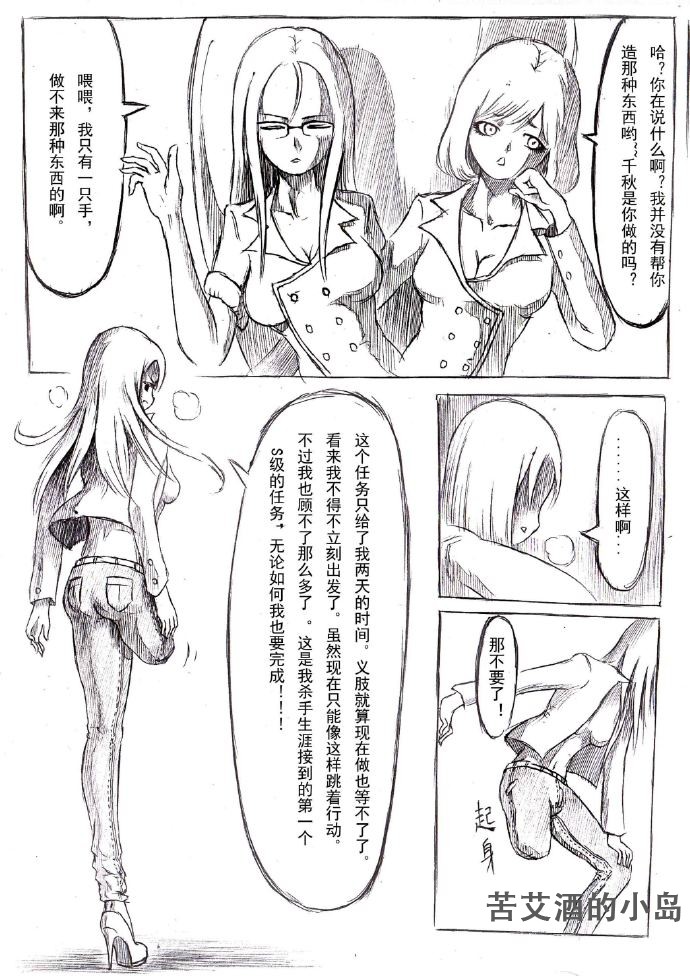 哈？你在说什么啊？我并没有帮你
造那种东西哟~~千秋是你做的吗？
喂喂，我只有一只手，
做不来那种东西的啊。
......这样啊...
那不要了！
起身
这个任务只给了我两天的时间。义肢就算现在做也等不了了。
看来我不得不立刻出发了。虽然现在只能像这样跳着行动。
不过我也顾不了那么多了 。这是我杀手生涯接到的第一个
S级的任务，无论如何我也要完成！！！
苦艾酒的小岛